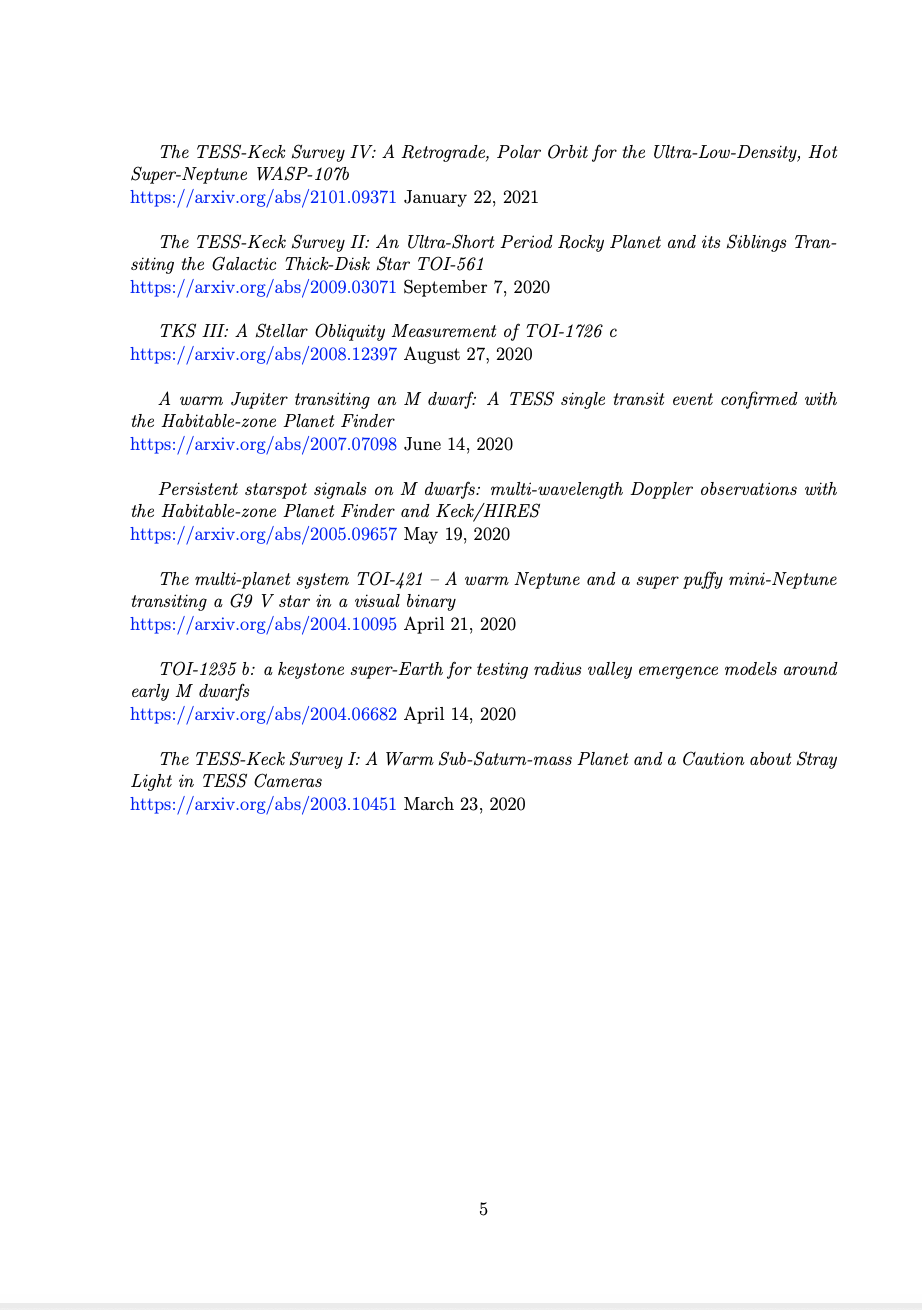 The TESS-Keck Survey IV: A Retrograde, Polar Orbit for the Ultra-Low-Density, Hot
Super-Neptune WASP-107b
https://arxiv.org/abs/2101.09371 January 22, 2021
The TESS-Keck Survey II: An Ultra-Short Period Rocky Planet and its Siblings Tran-
siting the Galactic Thick-Disk Star TOI-561
https://arxiv.org/abs/2009.03071 September 7, 2020
TKS III: A Stellar Obliquity Measurement of TOI-1726 c
https://arxiv.org/abs/2008.12397 August 27, 2020
A warm Jupiter transiting an M dwarf: A TESS single transit event confirmed with
the Habitable-zone Planet Finder
https://arxiv.org/abs/2007.07098 June 14, 2020
Persistent starspot signals on M dwarfs: multi-wavelength Doppler observations with
the Habitable-zone Planet Finder and Keck/HIRES
https://arxiv.org/abs/2005.09657 May 19, 2020
The multi-planet system TOI-421 – A warm Neptune and a super puffy mini-Neptune
transiting a G9 V star in a visual binary
https://arxiv.org/abs/2004.10095 April 21, 2020
TOI-1235 b: a keystone super-Earth for testing radius valley emergence models around
early M dwarfs
https://arxiv.org/abs/2004.06682 April 14, 2020
The TESS-Keck Survey I: A Warm Sub-Saturn-mass Planet and a Caution about Stray
Light in TESS Cameras
https://arxiv.org/abs/2003.10451 March 23, 2020
5